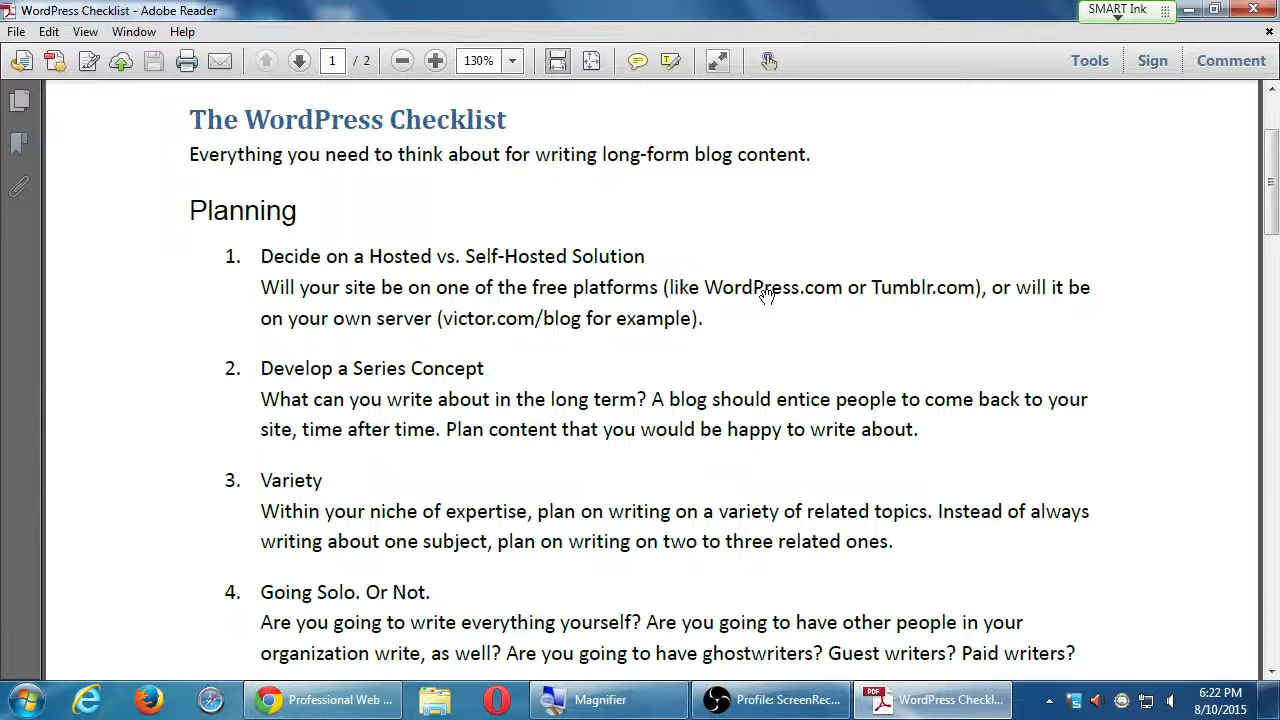 WordPress Checklist - Adobe Reader
SMART Ink
File Edit View Window Help
1 / 2 130% Tools Sign Comment
The WordPress Checklist
Everything you need to think about for writing long-form blog content.
Planning
1. Decide on a Hosted vs. Self-Hosted Solution
Will your site be on one of the free platforms (like WordPress.com or Tumblr.com), or will it be
on your own server (victor.com/blog for example).
2. Develop a Series Concept
What can you write about in the long term? A blog should entice people to come back to your
site, time after time. Plan content that you would be happy to write about.
3. Variety
Within your niche of expertise, plan on writing on a variety of related topics. Instead of always
writing about one subject, plan on writing on two to three related ones.
4. Going Solo. Or Not.
Are you going to write everything yourself? Are you going to have other people in your
organization write, as well? Are you going to have ghostwriters? Guest writers? Paid writers?
Professional Web ... Magnifier Profile: ScreenRec... WordPress Checkl...
6:22 PM
8/10/2015